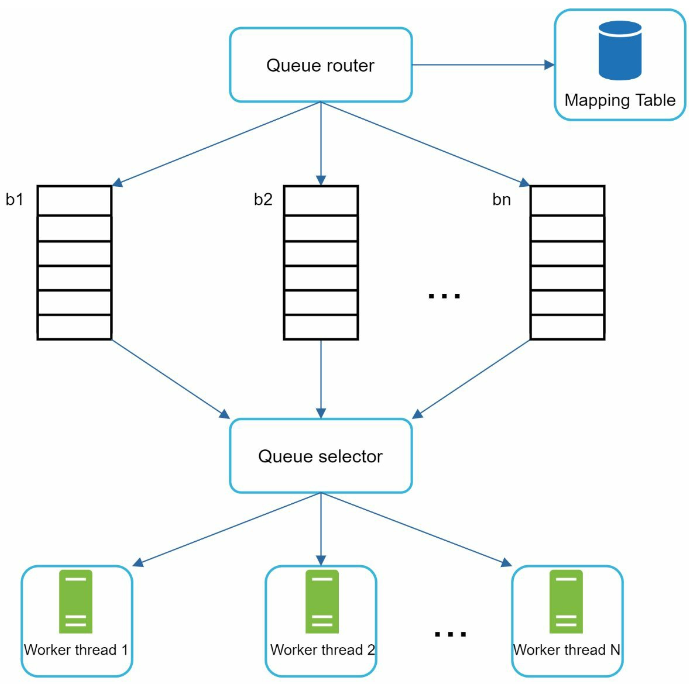 Queue router
Mapping Table
b1
b2
bn
...
Queue selector
Worker thread 1
Worker thread 2
...
Worker thread N